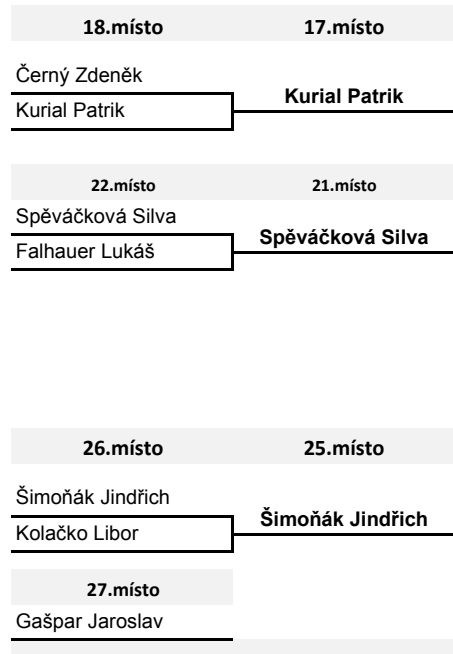 18.místo 17.místo
Černý Zdeněk
Kurial Patrik
Kurial Patrik
22.místo 21.místo
Spěváčková Silva
Spěváčková Silva
Falhauer Lukáš
26.místo 25.místo
Šimoňák Jindřich
Šimoňák Jindřich
Kolačko Libor
27.místo
Gašpar Jaroslav